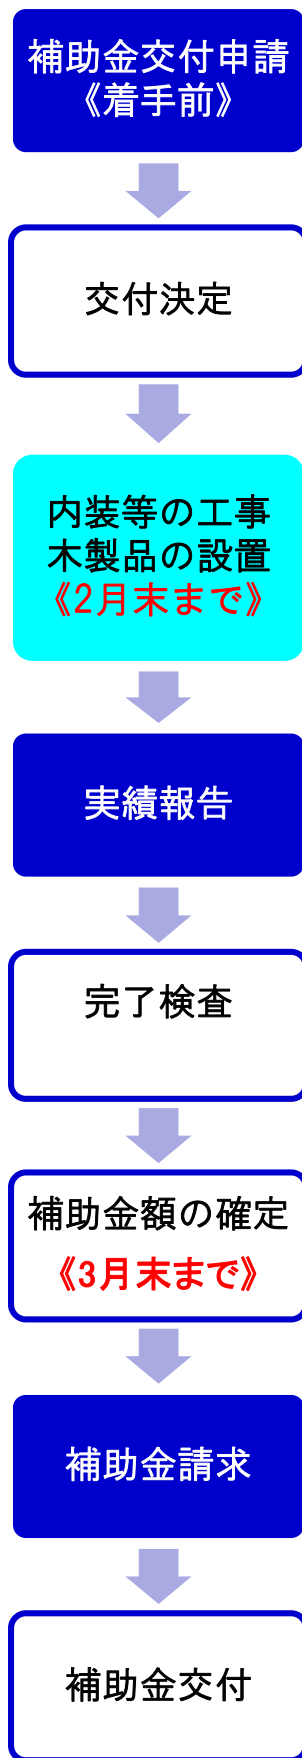 補助金交付申請
《着手前》
交付決定
内装等の工事
木製品の設置
《2月末まで》
実績報告
完了検査
補助金額の確定
《3月末まで》
補助金請求
補助金交付